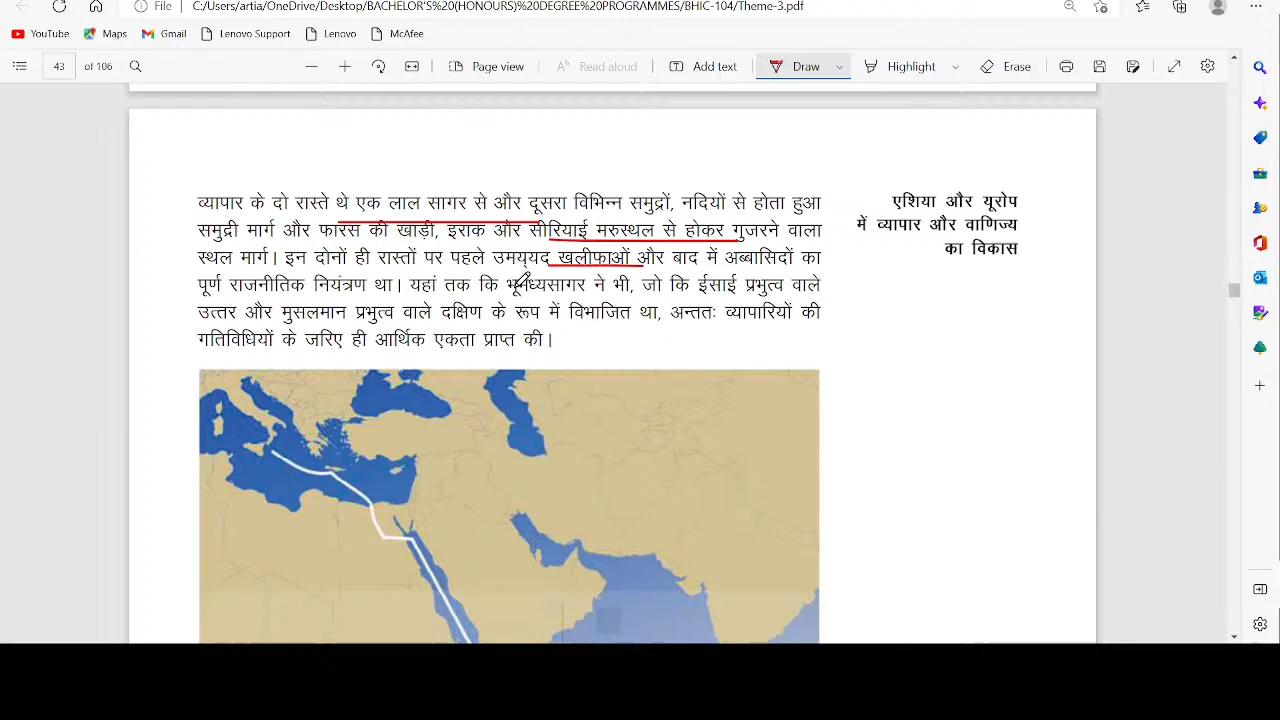 File
C:/Users/artia/OneDrive/Desktop/BACHELOR'S%20(HONOURS)%20DEGREE%20PROGRAMMES/BHIC-104/Theme-3.pdf
YouTube Maps Gmail Lenovo Support Lenovo McAfee
43 of 106 Page view Read aloud Add text Draw Highlight Erase
व्यापार के दो रास्ते थे एक लाल सागर से और दूसरा विभिन्न समुद्रों, नदियों से होता हुआ
समुद्री मार्ग और फारस की खाड़ी, इराक और सीरियाई मरुस्थल से होकर गुजरने वाला
स्थल मार्ग। इन दोनों ही रास्तों पर पहले उमय्यद खलीफाओं और बाद में अब्बासिदों का
पूर्ण राजनीतिक नियंत्रण था। यहां तक कि भूमध्यसागर ने भी, जो कि ईसाई प्रभुत्व वाले
उत्तर और मुसलमान प्रभुत्व वाले दक्षिण के रूप में विभाजित था, अन्ततः व्यापारियों की
गतिविधियों के जरिए ही आर्थिक एकता प्राप्त की।
एशिया और यूरोप
में व्यापार और वाणिज्य
का विकास